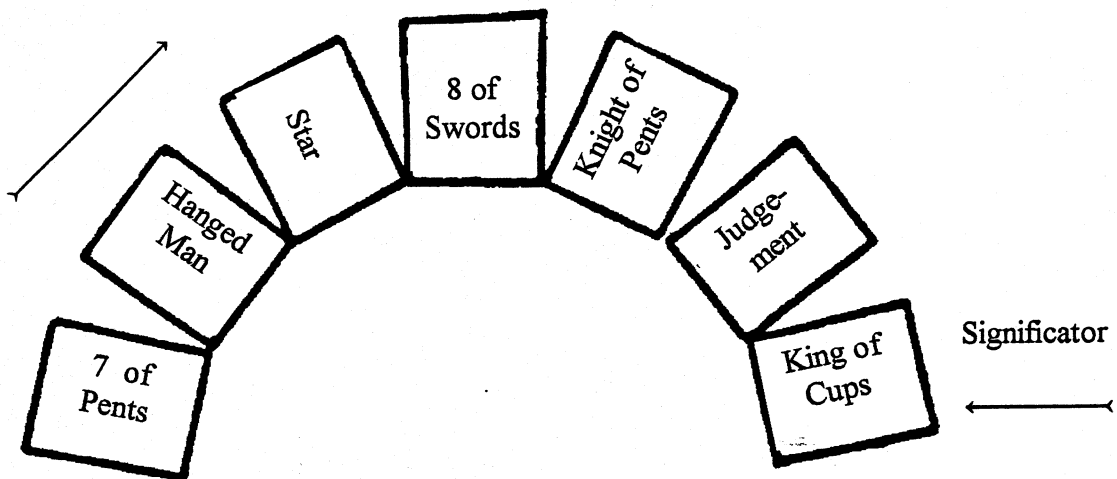 7 of
Pents
Hanged
Man
Star
8 of
Swords
Knight of
Pents
Judge-
ment
King of
Cups
Significator